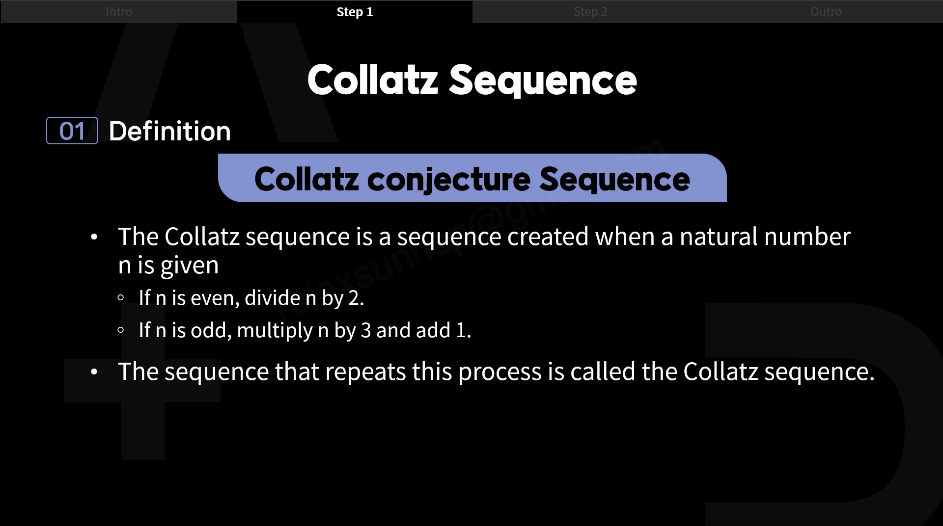 Intro
Step 1
Step 2
Outro
Collatz Sequence
01 Definition
Collatz conjecture Sequence
• The Collatz sequence is a sequence created when a natural number
n is given
◦ If n is even, divide n by 2.
◦ If n is odd, multiply n by 3 and add 1.
• The sequence that repeats this process is called the Collatz sequence.